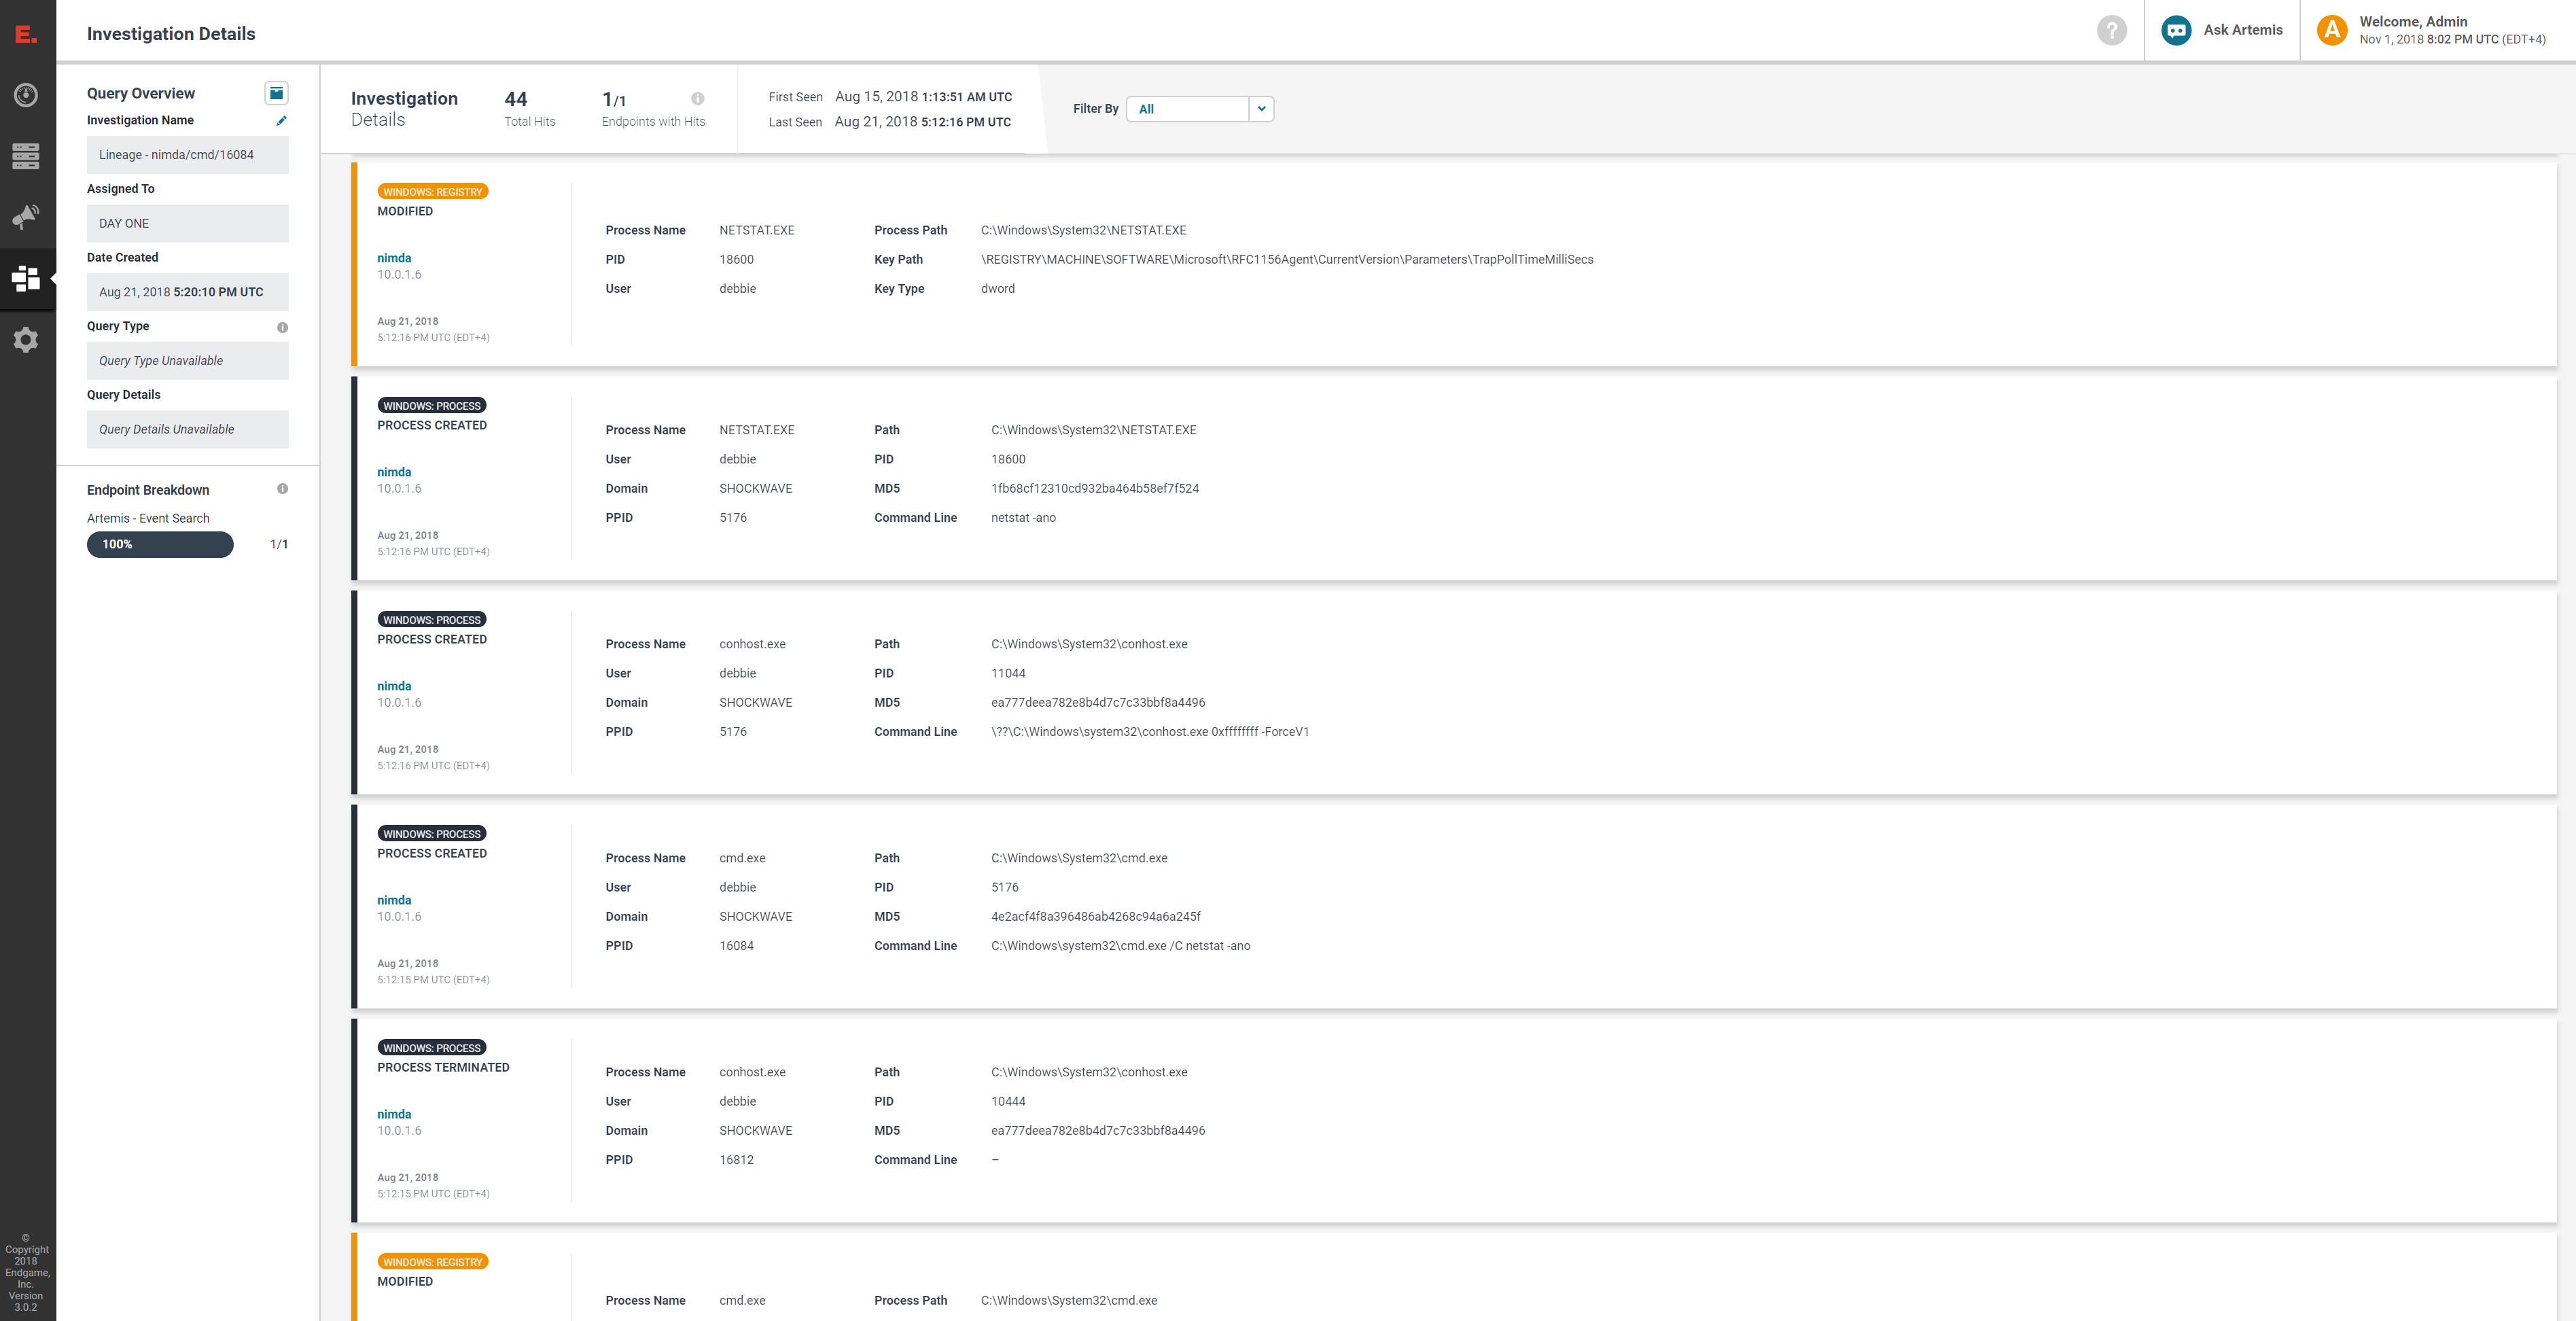 E.
Investigation Details
?
Ask Artemis
A
Welcome, Admin
Nov 1, 2018 8:02 PM UTC (EDT+4)
Query Overview
Investigation Name
Lineage - nimda/cmd/16084
Assigned To
DAY ONE
Date Created
Aug 21, 2018 5:20:10 PM UTC
Query Type
Query Type Unavailable
Query Details
Query Details Unavailable
Endpoint Breakdown
Artemis - Event Search
100% 1/1
©
Copyright
2018
Endgame,
Inc.
Version
3.0.2
Investigation
Details
44
Total Hits
1/1
Endpoints with Hits
First Seen Aug 15, 2018 1:13:51 AM UTC
Last Seen Aug 21, 2018 5:12:16 PM UTC
Filter By All
WINDOWS: REGISTRY
MODIFIED
nimda
10.0.1.6
Aug 21, 2018
5:12:16 PM UTC (EDT+4)
Process Name NETSTAT.EXE Process Path C:\Windows\System32\NETSTAT.EXE
PID 18600 Key Path \REGISTRY\MACHINE\SOFTWARE\Microsoft\RFC1156Agent\CurrentVersion\Parameters\TrapPollTimeMilliSecs
User debbie Key Type dword
WINDOWS: PROCESS
PROCESS CREATED
nimda
10.0.1.6
Aug 21, 2018
5:12:16 PM UTC (EDT+4)
Process Name NETSTAT.EXE Path C:\Windows\System32\NETSTAT.EXE
User debbie PID 18600
Domain SHOCKWAVE MD5 1fb68cf12310cd932ba464b58ef7f524
PPID 5176 Command Line netstat -ano
WINDOWS: PROCESS
PROCESS CREATED
nimda
10.0.1.6
Aug 21, 2018
5:12:16 PM UTC (EDT+4)
Process Name conhost.exe Path C:\Windows\System32\conhost.exe
User debbie PID 11044
Domain SHOCKWAVE MD5 ea777deea782e8b4d7c7c33bbf8a4496
PPID 5176 Command Line \??\C:\Windows\system32\conhost.exe 0xffffffff -ForceV1
WINDOWS: PROCESS
PROCESS CREATED
nimda
10.0.1.6
Aug 21, 2018
5:12:15 PM UTC (EDT+4)
Process Name cmd.exe Path C:\Windows\System32\cmd.exe
User debbie PID 5176
Domain SHOCKWAVE MD5 4e2acf4f8a396486ab4268c94a6a245f
PPID 16084 Command Line C:\Windows\system32\cmd.exe /C netstat -ano
WINDOWS: PROCESS
PROCESS TERMINATED
nimda
10.0.1.6
Aug 21, 2018
5:12:15 PM UTC (EDT+4)
Process Name conhost.exe Path C:\Windows\System32\conhost.exe
User debbie PID 10444
Domain SHOCKWAVE MD5 ea777deea782e8b4d7c7c33bbf8a4496
PPID 16812 Command Line –
WINDOWS: REGISTRY
MODIFIED
Process Name cmd.exe Process Path C:\Windows\System32\cmd.exe